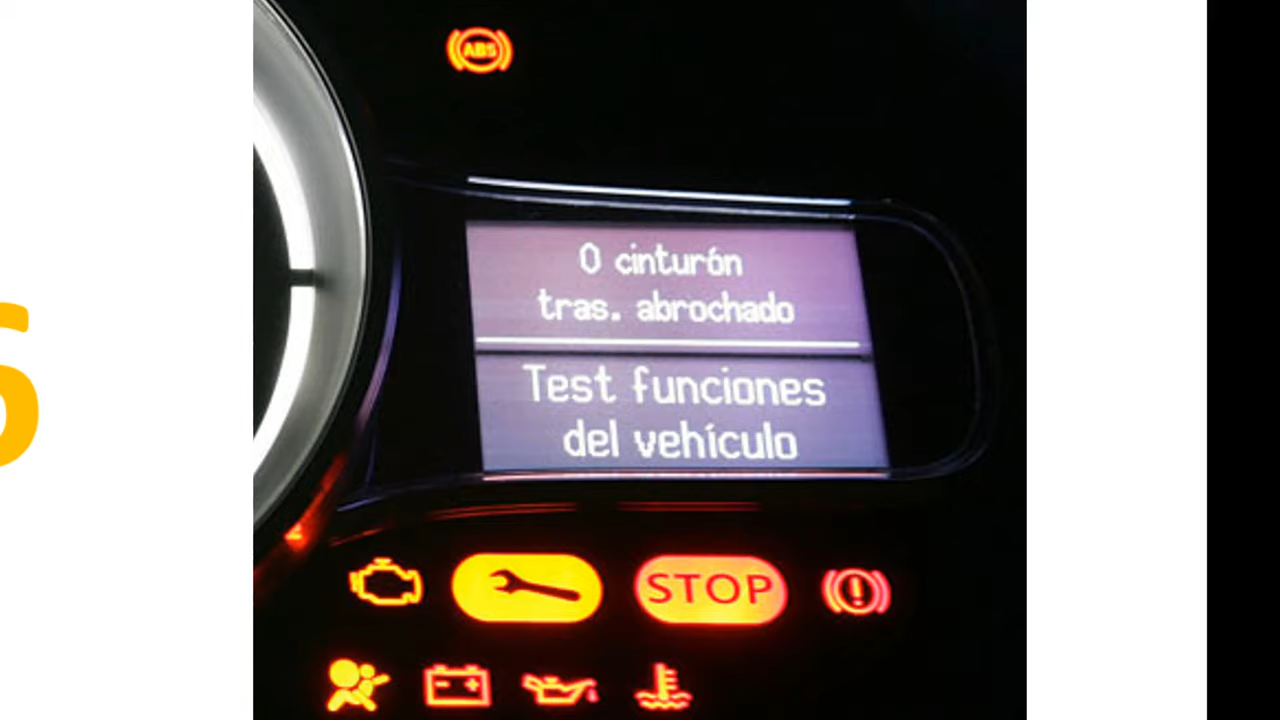 ABS
0 cinturón
tras. abrochado
Test funciones
del vehículo
STOP